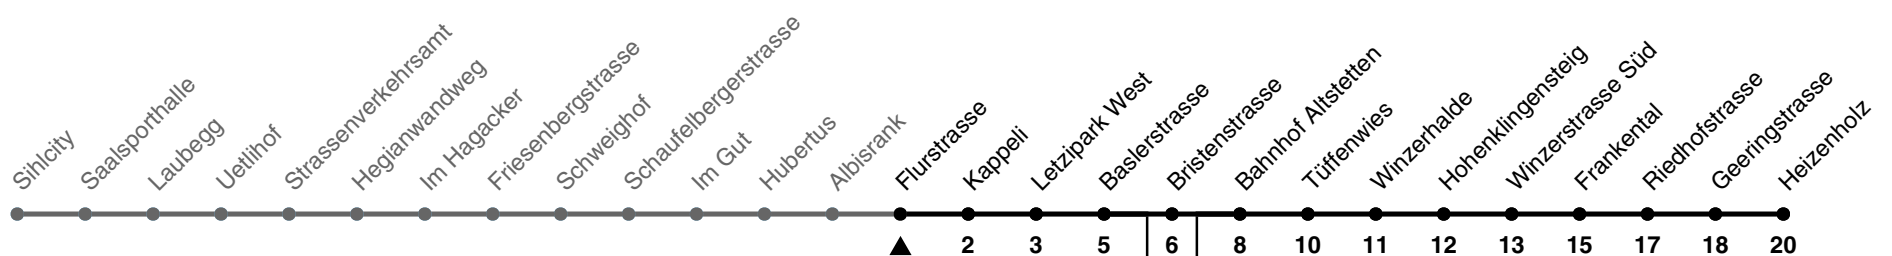 Sihlcity
Saalsporthalle
Laubegg
Uetlihof
Strassenverkehrsamt
Hegianwandweg
Im Hagacker
Friesenbergstrasse
Schweighof
Schaufelbergerstrasse
Im Gut
Hubertus
Albisrank
Flurstrasse
Kappeli
Letzipark West
Baslerstrasse
Bristenstrasse
Bahnhof Altstetten
Tüffenwies
Winzerhalde
Hohenklingensteig
Winzerstrasse Süd
Frankental
Riedhofstrasse
Geeringstrasse
Heizenholz
2 3 5 6 8 10 11 12 13 15 17 18 20